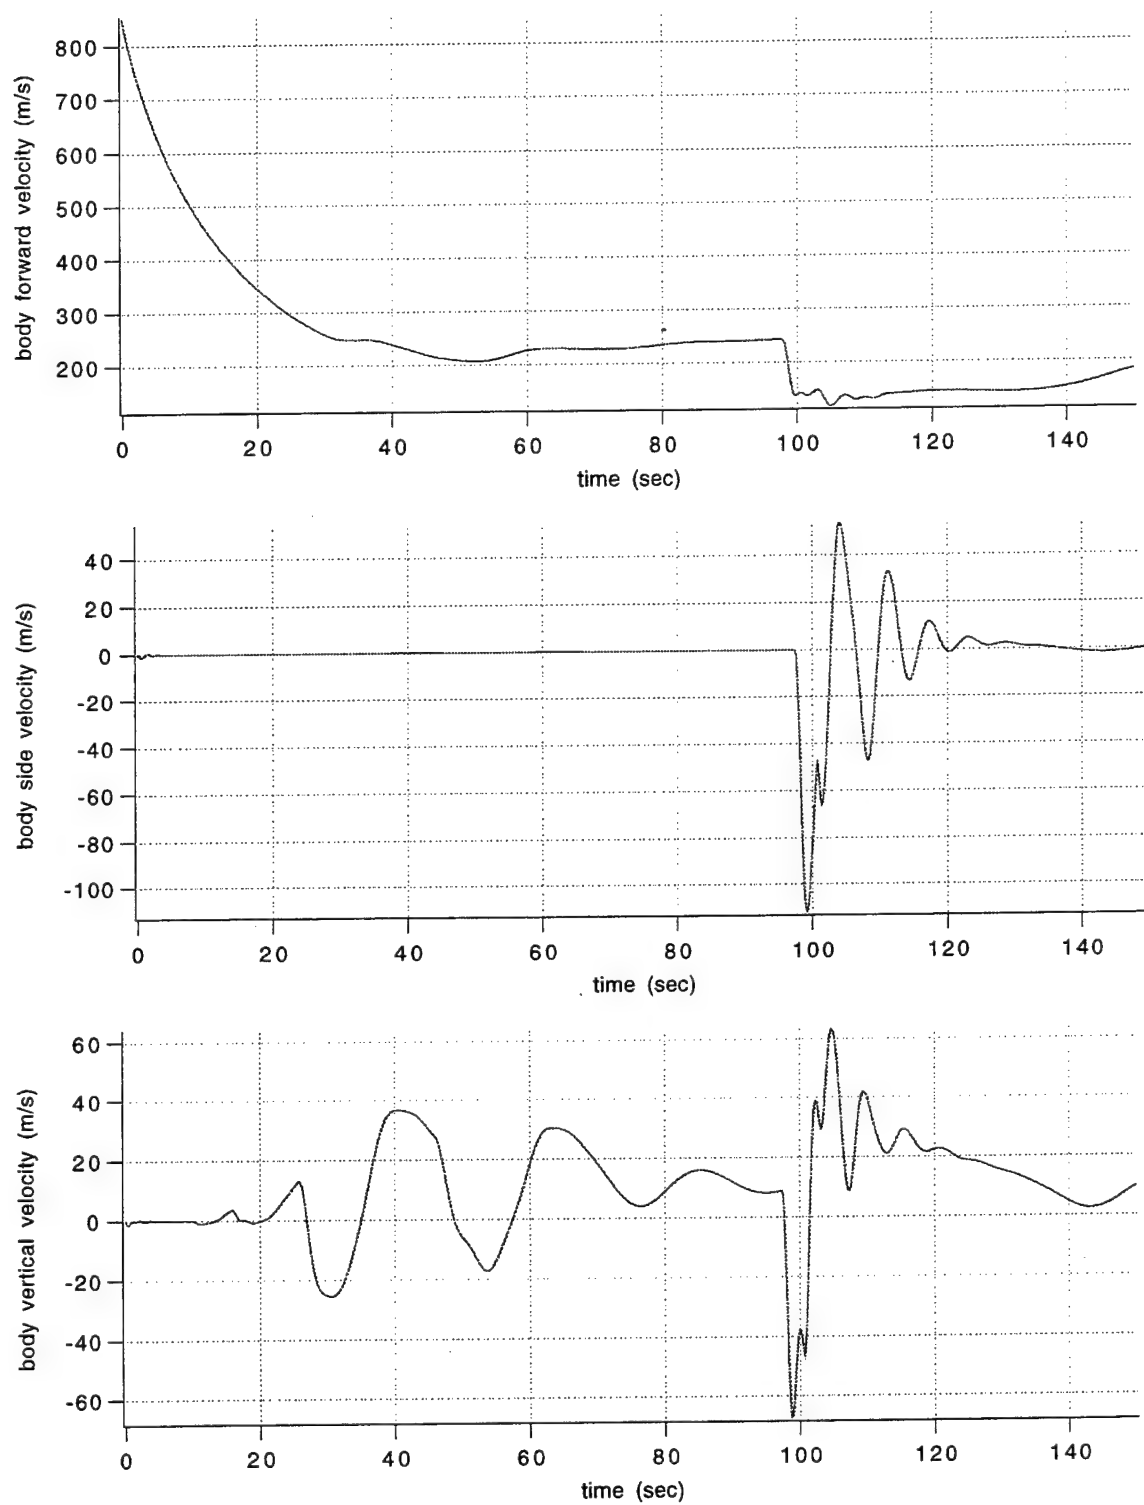 body forward velocity (m/s)
800
700
600
500
400
300
200
0 20 40 60 80 100 120 140
time (sec)
body side velocity (m/s)
40
20
0
-20
-40
-60
-80
-100
0 20 40 60 80 100 120 140
time (sec)
body vertical velocity (m/s)
60
40
20
0
-20
-40
-60
0 20 40 60 80 100 120 140
time (sec)